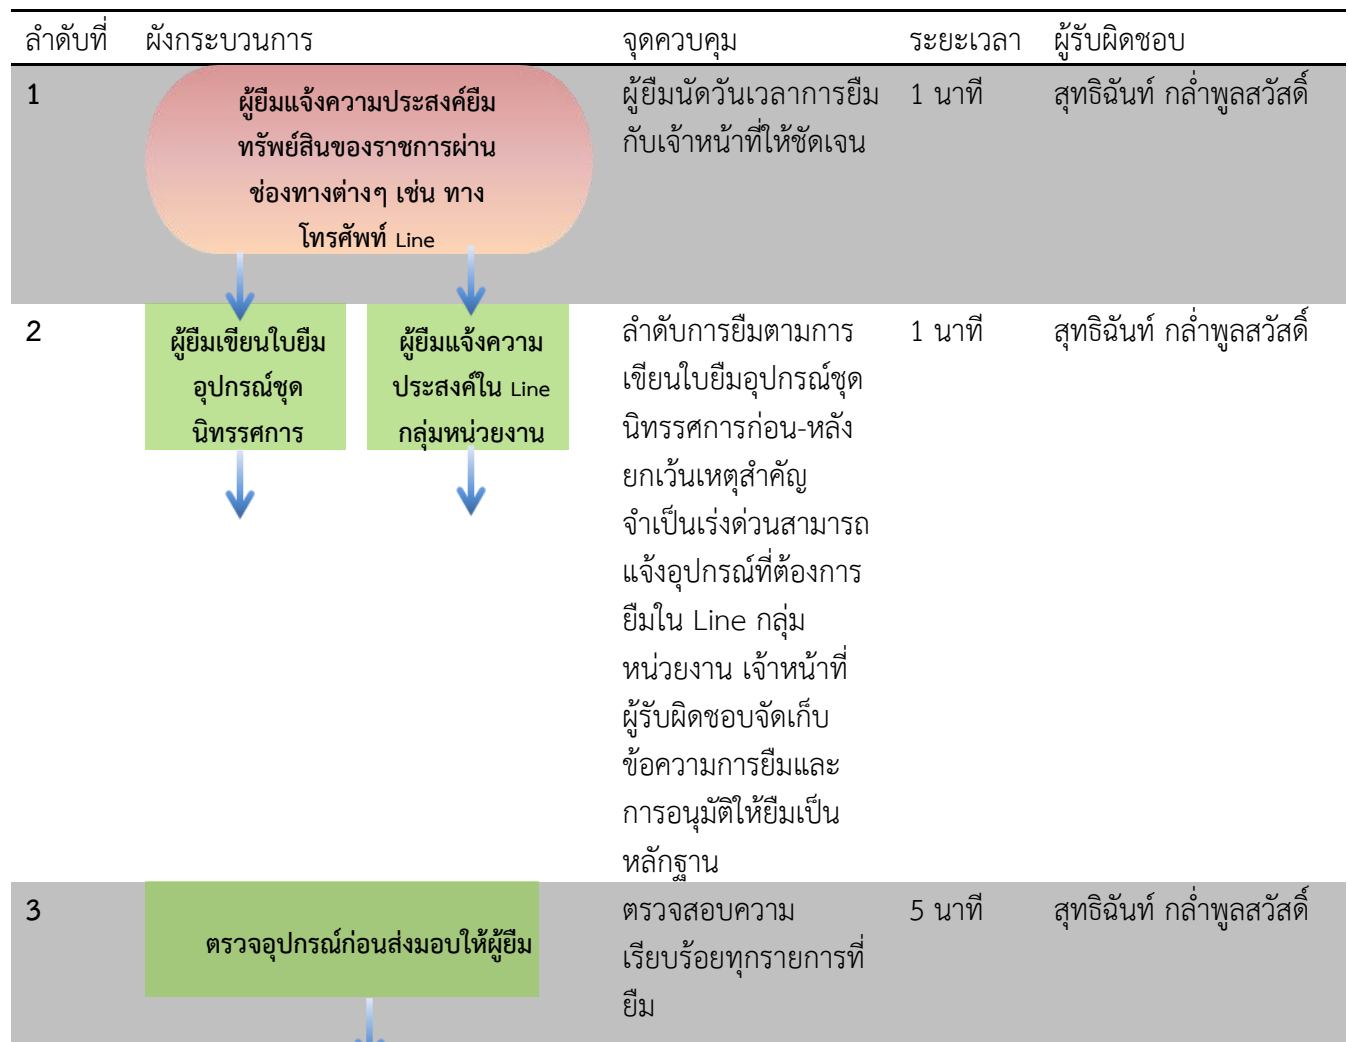 ลำดับที่ ผังกระบวนการ จุดควบคุม ระยะเวลา ผู้รับผิดชอบ
1
ผู้ยืมแจ้งความประสงค์ยืม
ทรัพย์สินของราชการผ่าน
ช่องทางต่างๆ เช่น ทาง
โทรศัพท์ Line
ผู้ยืมนัดวันเวลาการยืม
กับเจ้าหน้าที่ให้ชัดเจน
1 นาที
สุทธิฉันท์ กล่ำพูลสวัสดิ์
2
ผู้ยืมเขียนใบยืม
อุปกรณ์ชุด
นิทรรศการ
ผู้ยืมแจ้งความ
ประสงค์ใน Line
กลุ่มหน่วยงาน
ลำดับการยืมตามการ
เขียนใบยืมอุปกรณ์ชุด
นิทรรศการก่อน-หลัง
ยกเว้นเหตุสำคัญ
จำเป็นเร่งด่วนสามารถ
แจ้งอุปกรณ์ที่ต้องการ
ยืมใน Line กลุ่ม
หน่วยงาน เจ้าหน้าที่
ผู้รับผิดชอบจัดเก็บ
ข้อความการยืมและ
การอนุมัติให้ยืมเป็น
หลักฐาน
1 นาที
สุทธิฉันท์ กล่ำพูลสวัสดิ์
3
ตรวจอุปกรณ์ก่อนส่งมอบให้ผู้ยืม
ตรวจสอบความ
เรียบร้อยทุกรายการที่
ยืม
5 นาที
สุทธิฉันท์ กล่ำพูลสวัสดิ์